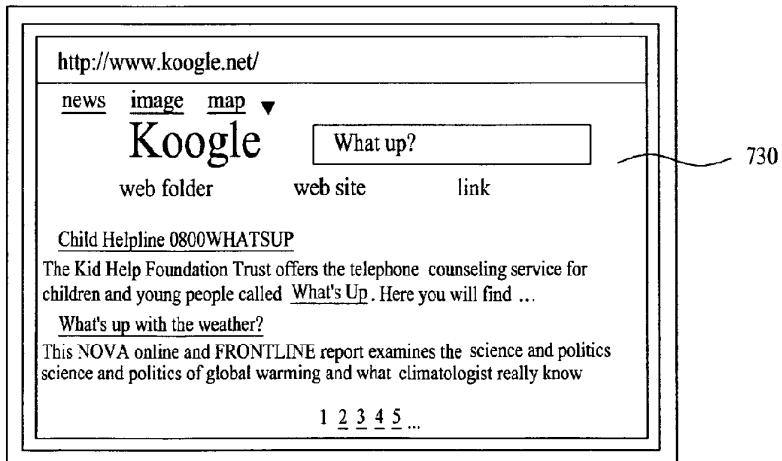 http://www.koogle.net/
news image map ▼
Koogle What up?
730
web folder web site link
Child Helpline 0800WHATSUP
The Kid Help Foundation Trust offers the telephone counseling service for
children and young people called What's Up. Here you will find ...
What's up with the weather?
This NOVA online and FRONTLINE report examines the science and politics
science and politics of global warming and what climatologist really know
1 2 3 4 5 ...